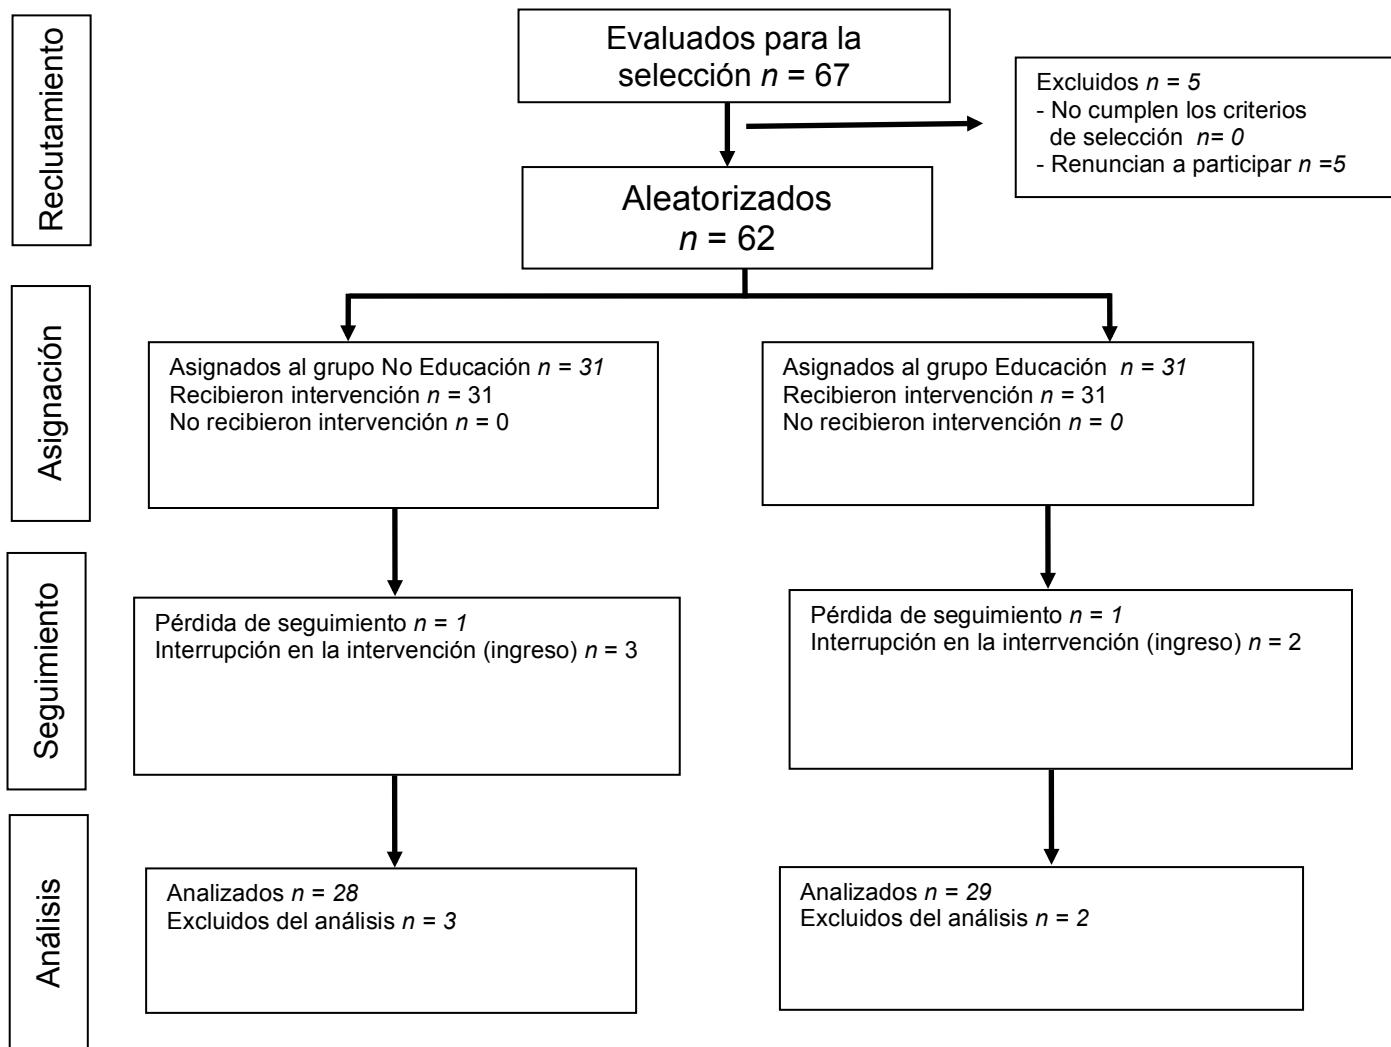 Reclutamiento
Evaluados para la
selección n = 67
Excluidos n = 5
- No cumplen los criterios
de selección n= 0
- Renuncian a participar n =5
Aleatorizados
n = 62
Asignación
Asignados al grupo No Educación n = 31
Recibieron intervención n = 31
No recibieron intervención n = 0
Asignados al grupo Educación n = 31
Recibieron intervención n = 31
No recibieron intervención n = 0
Seguimiento
Pérdida de seguimiento n = 1
Interrupción en la intervención (ingreso) n = 3
Pérdida de seguimiento n = 1
Interrupción en la interrvención (ingreso) n = 2
Análisis
Analizados n = 28
Excluidos del análisis n = 3
Analizados n = 29
Excluidos del análisis n = 2